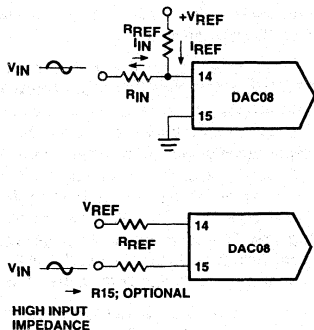 +VREF
RREF
IIN
IREF
VIN
RIN
14
15
DAC08
VREF
RREF
14
15
DAC08
VIN
R15; OPTIONAL
HIGH INPUT
IMPEDANCE